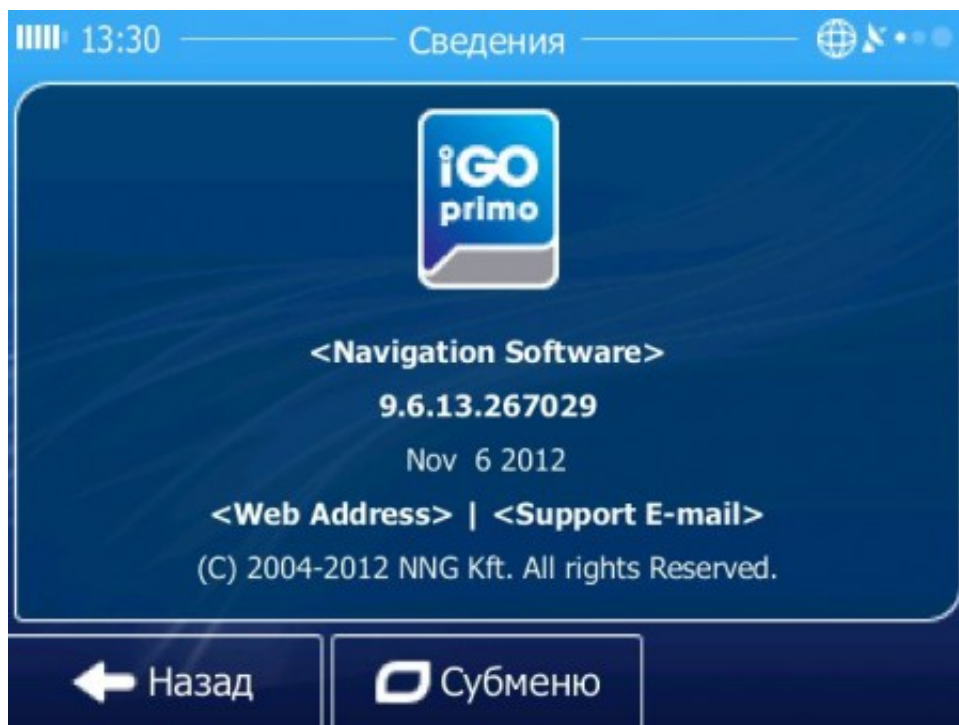 13:30 Сведения
iGO
primo
<Navigation Software>
9.6.13.267029
Nov 6 2012
<Web Address> | <Support E-mail>
(C) 2004-2012 NNG Kft. All rights Reserved.
Назад Субменю